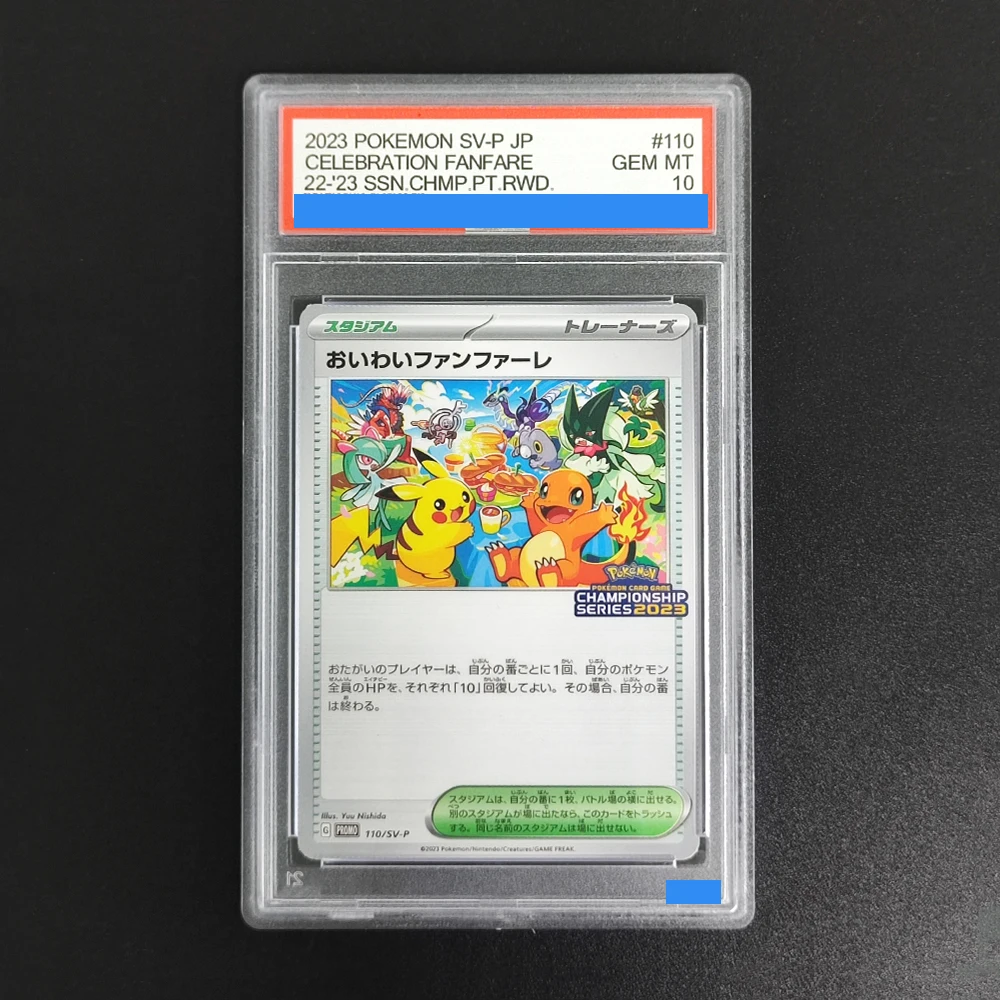 2023 POKEMON SV-P JP #110
CELEBRATION FANFARE GEM MT
22-'23 SSN.CHMP.PT.RWD. 10
スタジアム トレーナーズ
おいわいファンファーレ
POKÉMON
POKÉMON CARD GAME
CHAMPIONSHIP
SERIES 2023
おたがいのプレイヤーは、自分の番ごとに1回、自分のポケモン
全員のHPを、それぞれ「10」回復してよい。その場合、自分の番
は終わる。
スタジアムは、自分の番に1枚、バトル場の横に出せる。
別のスタジアムが場に出たなら、このカードをトラッシュ
する。同じ名前のスタジアムは場に出せない。
Illus. Yuu Nishida
G PROMO 110/SV-P
©2023 Pokémon/Nintendo/Creatures/GAME FREAK.
21